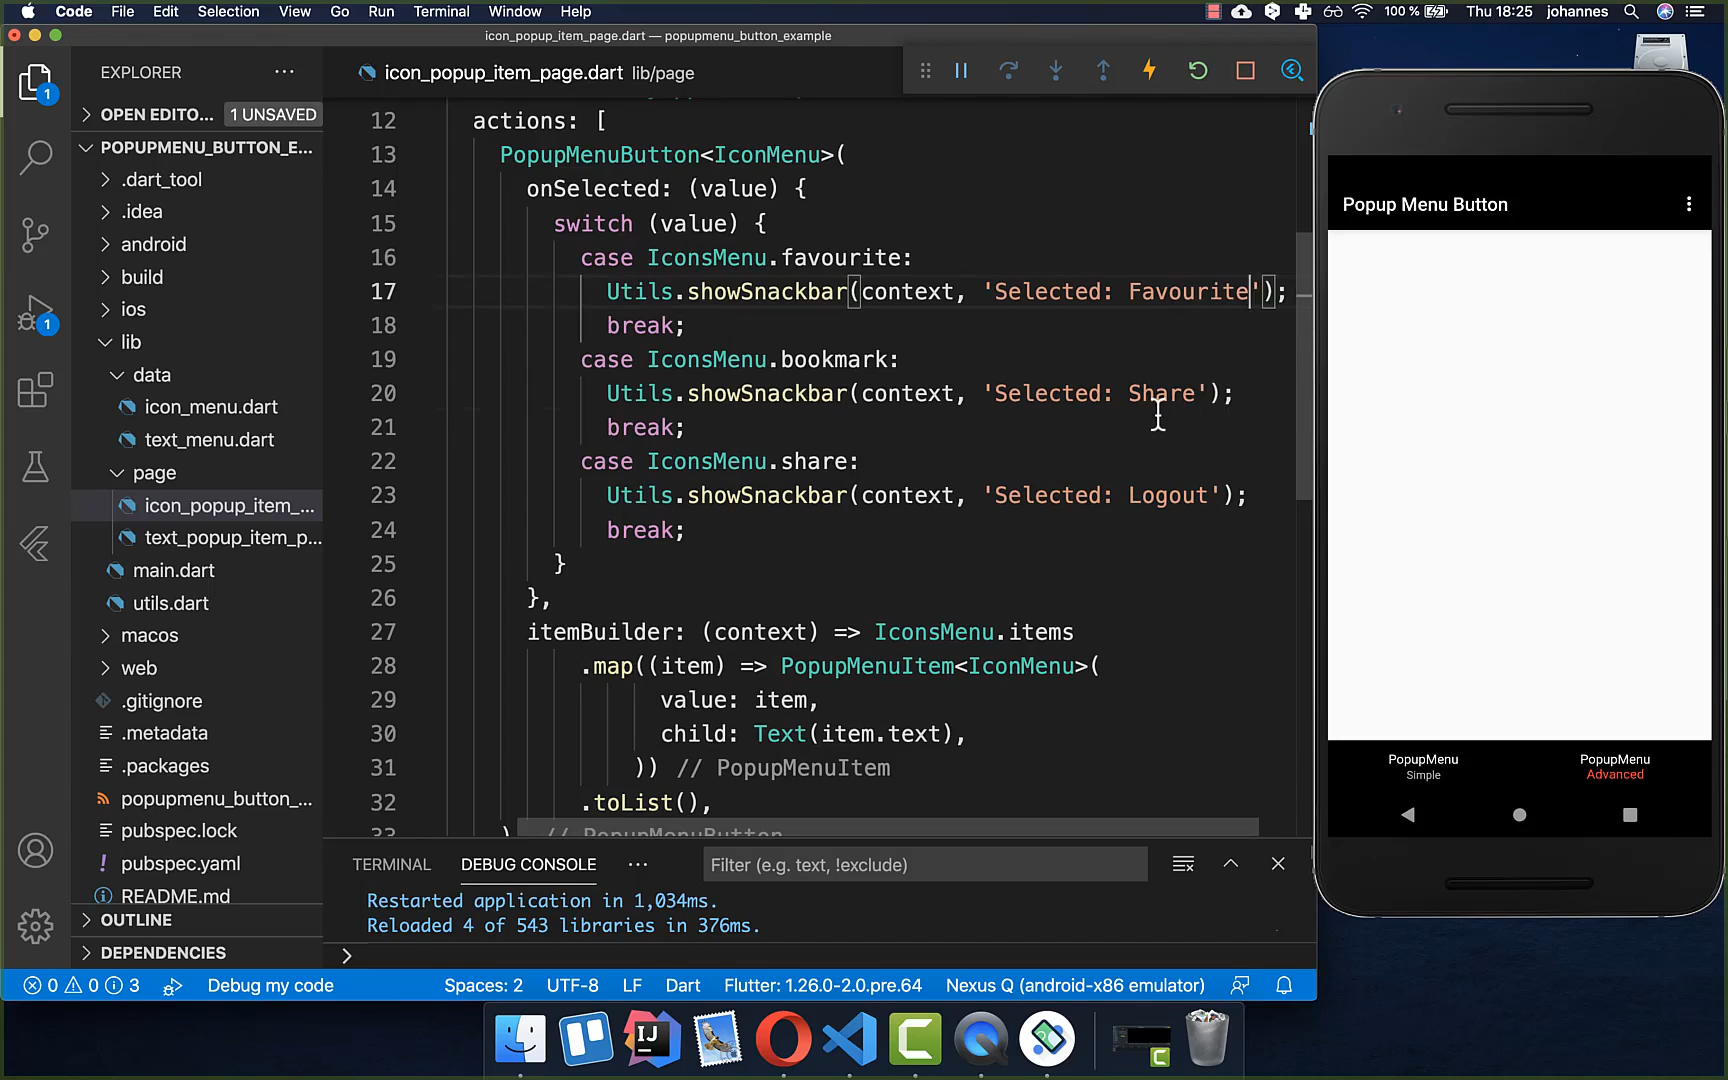 Code File Edit Selection View Go Run Terminal Window Help 100 % Thu 18:25 johannes
icon_popup_item_page.dart — popupmenu_button_example
EXPLORER
icon_popup_item_page.dart lib/page
OPEN EDITO... 1 UNSAVED
POPUPMENU_BUTTON_E...
.dart_tool
.idea
android
build
ios
lib
data
icon_menu.dart
text_menu.dart
page
icon_popup_item_...
text_popup_item_p...
main.dart
utils.dart
macos
web
.gitignore
.metadata
.packages
popupmenu_button_...
pubspec.lock
pubspec.yaml
README.md
OUTLINE
DEPENDENCIES
1
1
12 actions: [
13 PopupMenuButton<IconMenu>(
14 onSelected: (value) {
15 switch (value) {
16 case IconsMenu.favourite:
17 Utils.showSnackbar(context, 'Selected: Favourite');
18 break;
19 case IconsMenu.bookmark:
20 Utils.showSnackbar(context, 'Selected: Share');
21 break;
22 case IconsMenu.share:
23 Utils.showSnackbar(context, 'Selected: Logout');
24 break;
25 }
26 },
27 itemBuilder: (context) => IconsMenu.items
28 .map((item) => PopupMenuItem<IconMenu>(
29 value: item,
30 child: Text(item.text),
31 )) // PopupMenuItem
32 .toList(),
33 ) // PopupMenuButton
TERMINAL DEBUG CONSOLE Filter (e.g. text, !exclude)
Restarted application in 1,034ms.
Reloaded 4 of 543 libraries in 376ms.
0 0 3 Debug my code Spaces: 2 UTF-8 LF Dart Flutter: 1.26.0-2.0.pre.64 Nexus Q (android-x86 emulator)
Popup Menu Button
PopupMenu
Simple
PopupMenu
Advanced
IJ
C
C